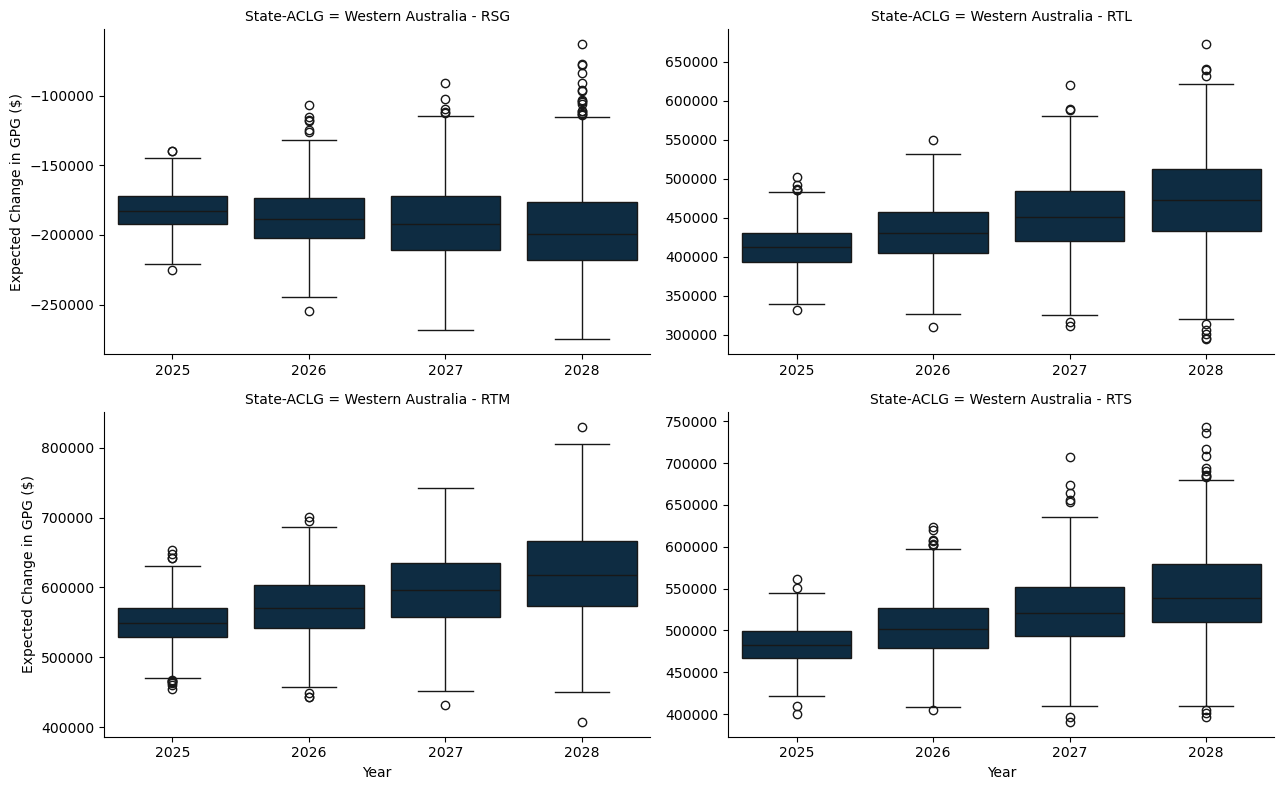 State-ACLG = Western Australia - RSG
Expected Change in GPG ($)
−100000
−150000
−200000
−250000
2025 2026 2027 2028
State-ACLG = Western Australia - RTL
650000
600000
550000
500000
450000
400000
350000
300000
2025 2026 2027 2028
State-ACLG = Western Australia - RTM
Expected Change in GPG ($)
800000
700000
600000
500000
400000
2025 2026 2027 2028
Year
State-ACLG = Western Australia - RTS
750000
700000
650000
600000
550000
500000
450000
400000
2025 2026 2027 2028
Year